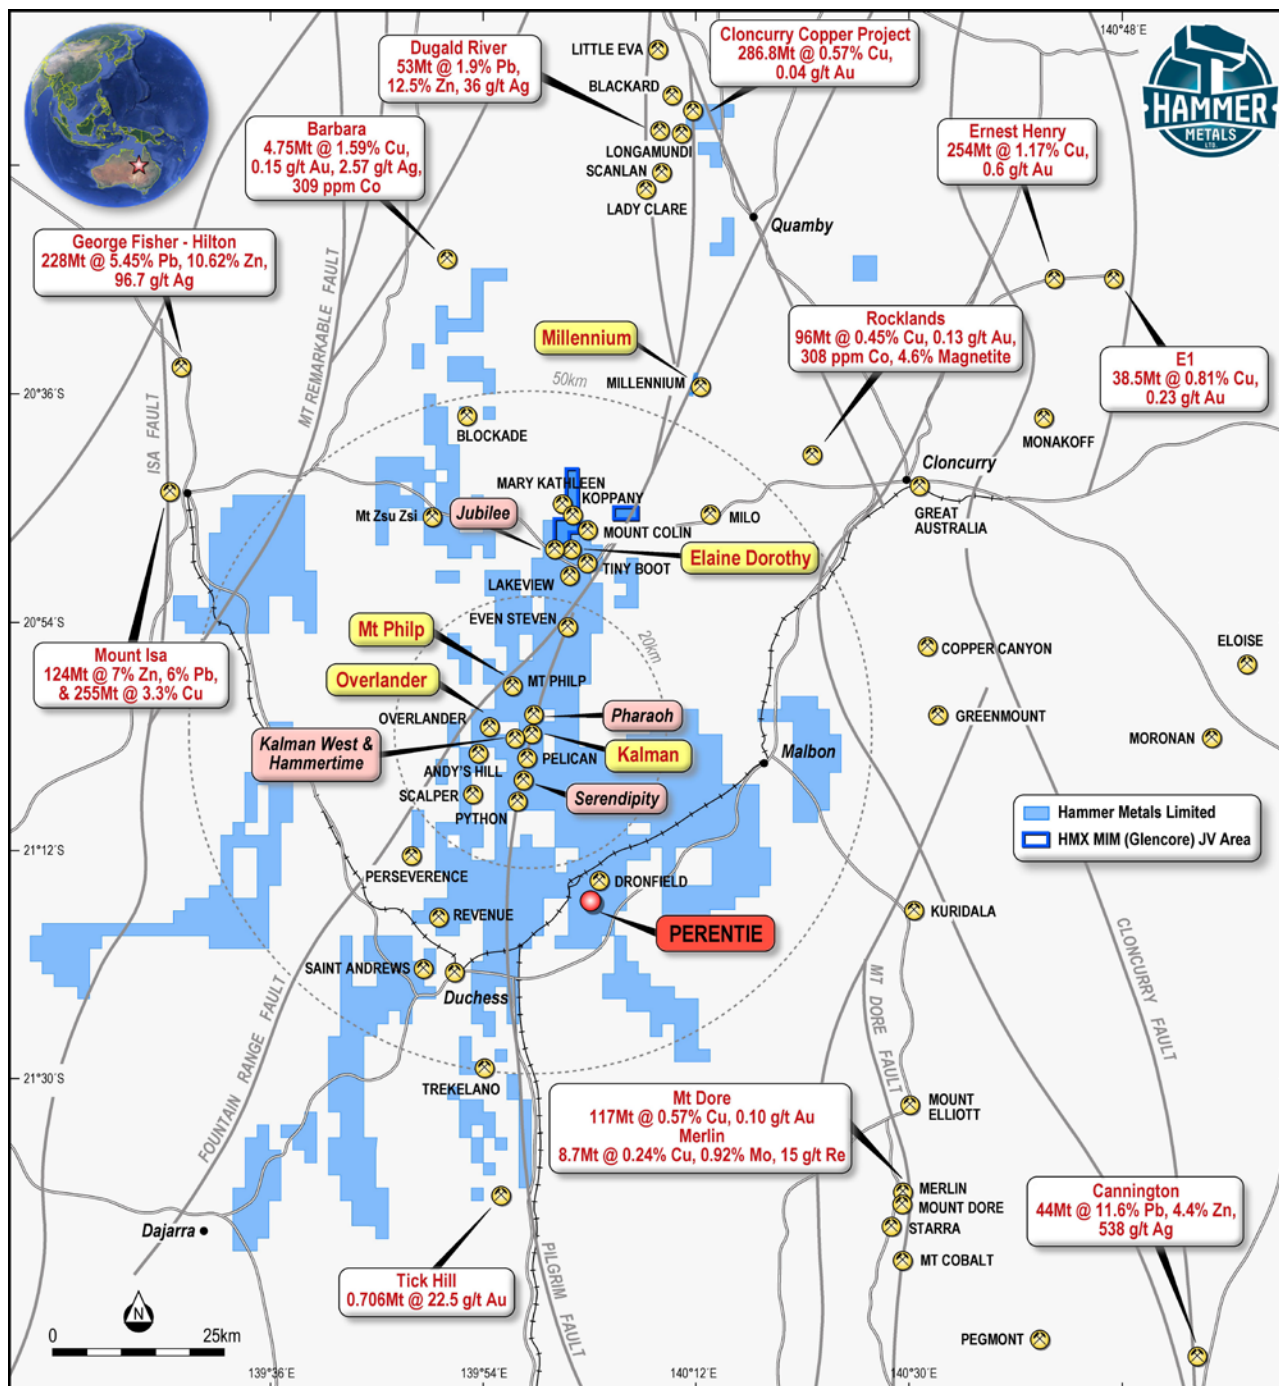 140°48´E
HAMMER
METALS
LTD.
LITTLE EVA
Dugald River
53Mt @ 1.9% Pb,
12.5% Zn, 36 g/t Ag
Cloncurry Copper Project
286.8Mt @ 0.57% Cu,
0.04 g/t Au
BLACKARD
Barbara
4.75Mt @ 1.59% Cu,
0.15 g/t Au, 2.57 g/t Ag,
309 ppm Co
Ernest Henry
254Mt @ 1.17% Cu,
0.6 g/t Au
LONGAMUNDI
SCANLAN
LADY CLARE
Quamby
George Fisher - Hilton
228Mt @ 5.45% Pb, 10.62% Zn,
96.7 g/t Ag
MT REMARKABLE FAULT
Rocklands
96Mt @ 0.45% Cu, 0.13 g/t Au,
308 ppm Co, 4.6% Magnetite
Millennium
E1
38.5Mt @ 0.81% Cu,
0.23 g/t Au
MILLENNIUM
50km
20°36´S
ISA FAULT
BLOCKADE
MONAKOFF
Cloncurry
MARY KATHLEEN
KOPPANY
Mt Zsu Zsi
Jubilee
MOUNT COLIN
MILO
GREAT
AUSTRALIA
Elaine Dorothy
TINY BOOT
LAKEVIEW
20°54´S
EVEN STEVEN
20km
Mt Philp
Mount Isa
124Mt @ 7% Zn, 6% Pb,
& 255Mt @ 3.3% Cu
COPPER CANYON
ELOISE
Overlander
MT PHILP
OVERLANDER
Pharaoh
GREENMOUNT
MORONAN
Kalman West &
Hammertime
Kalman
PELICAN
ANDY'S HILL
Malbon
SCALPER
Serendipity
PYTHON
Hammer Metals Limited
HMX MIM (Glencore) JV Area
21°12´S
PERSEVERENCE
DRONFIELD
REVENUE
KURIDALA
PERENTIE
SAINT ANDREWS
Duchess
FOUNTAIN RANGE FAULT
MT DORE FAULT
CLONCURRY FAULT
21°30´S
TREKELANO
Mt Dore
117Mt @ 0.57% Cu, 0.10 g/t Au
Merlin
8.7Mt @ 0.24% Cu, 0.92% Mo, 15 g/t Re
MOUNT
ELLIOTT
MERLIN
MOUNT DORE
STARRA
MT COBALT
Cannington
44Mt @ 11.6% Pb, 4.4% Zn,
538 g/t Ag
Dajarra
PILGRIM FAULT
Tick Hill
0.706Mt @ 22.5 g/t Au
N
0 25km
PEGMONT
139°36´E
139°54´E
140°12´E
140°30´E